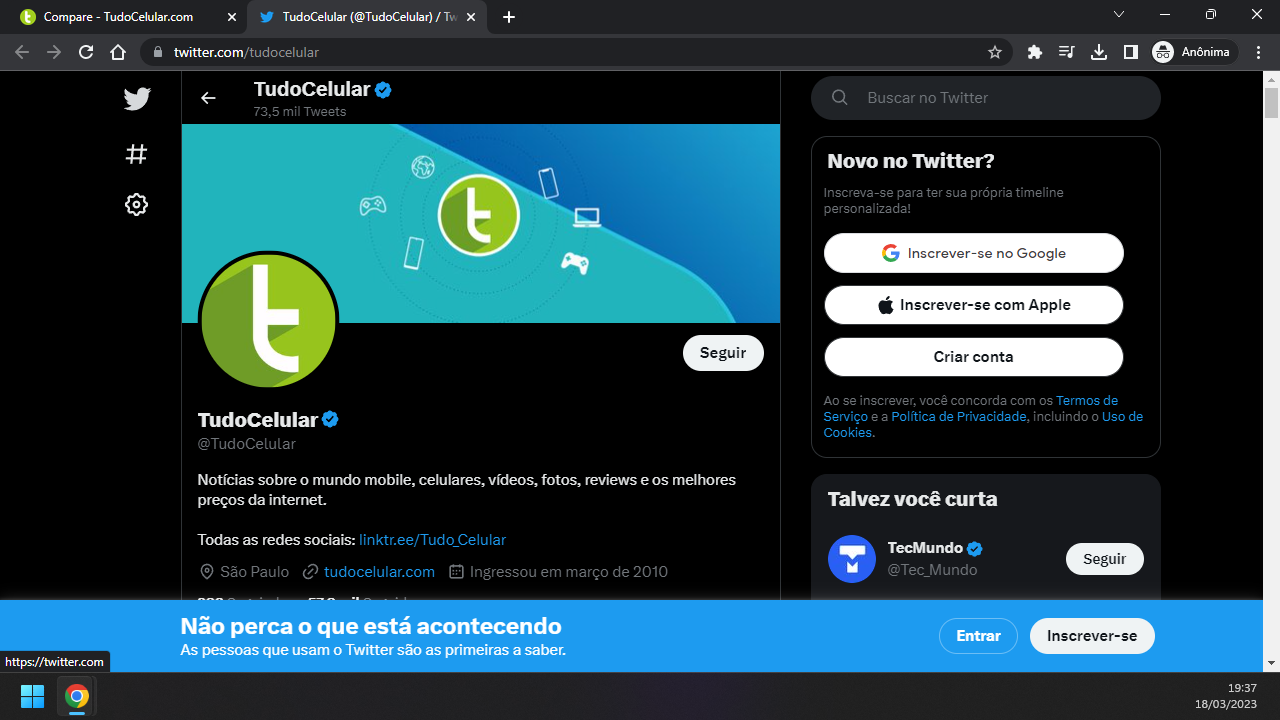 Compare - TudoCelular.com
TudoCelular (@TudoCelular) / Tw
twitter.com/tudocelular
Anônima
TudoCelular
73,5 mil Tweets
Buscar no Twitter
Novo no Twitter?
Inscreva-se para ter sua própria timeline
personalizada!
Inscrever-se no Google
Inscrever-se com Apple
Criar conta
Ao se inscrever, você concorda com os Termos de
Serviço e a Política de Privacidade, incluindo o Uso de
Cookies.
Seguir
TudoCelular
@TudoCelular
Notícias sobre o mundo mobile, celulares, vídeos, fotos, reviews e os melhores
preços da internet.
Todas as redes sociais: linktr.ee/Tudo_Celular
São Paulo tudocelular.com Ingressou em março de 2010
Talvez você curta
TecMundo
@Tec_Mundo
Seguir
Não perca o que está acontecendo
As pessoas que usam o Twitter são as primeiras a saber.
Entrar
Inscrever-se
https://twitter.com
19:37
18/03/2023